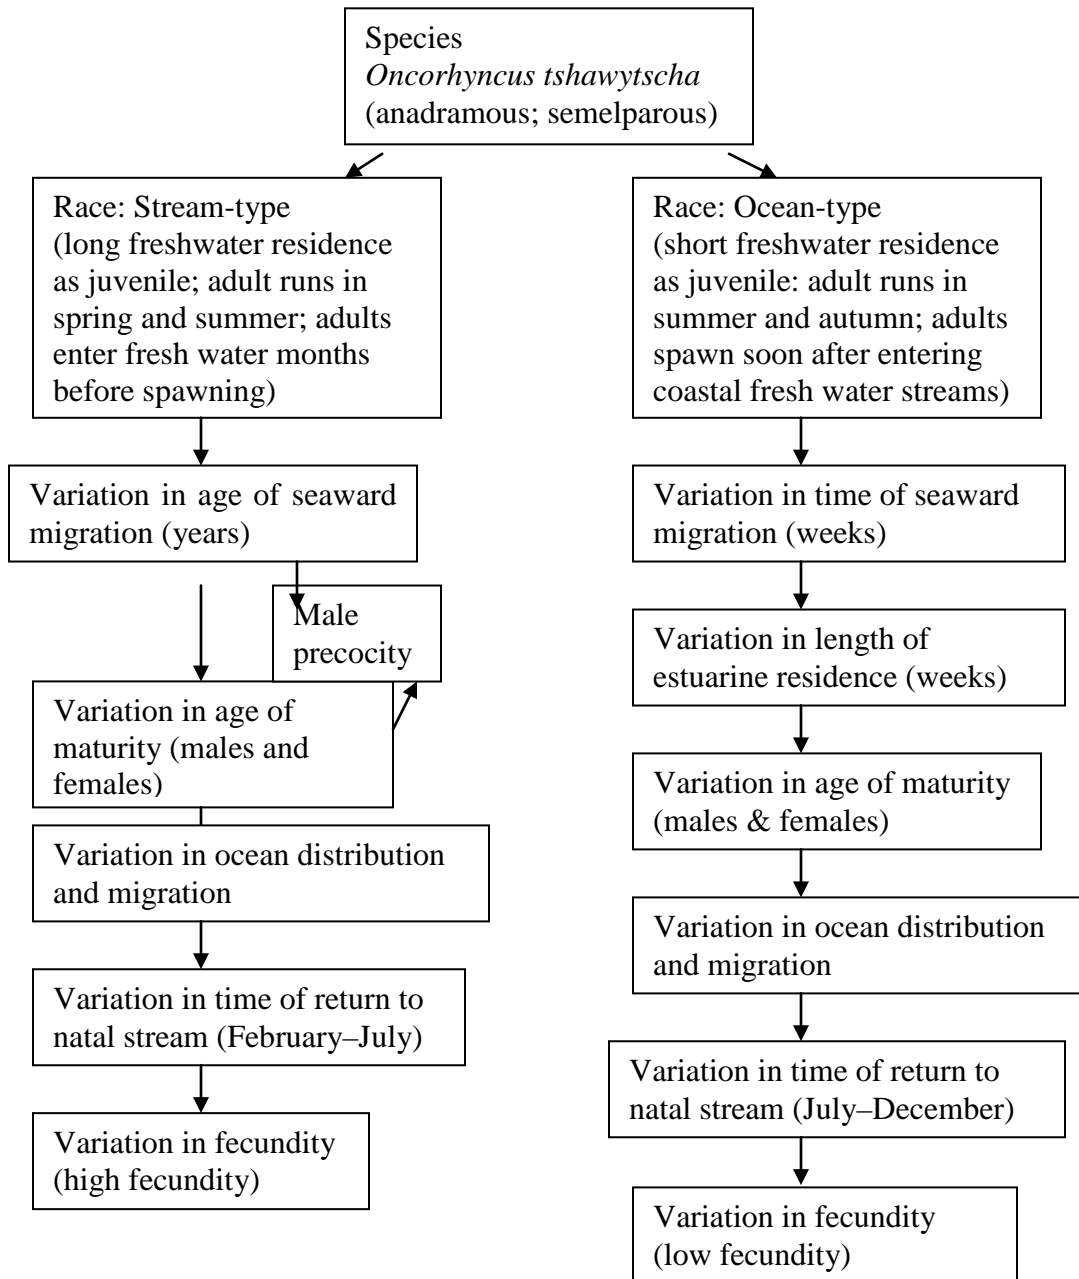 Species
Oncorhyncus tshawytscha
(anadramous; semelparous)
Race: Stream-type
(long freshwater residence
as juvenile; adult runs in
spring and summer; adults
enter fresh water months
before spawning)
Variation in age of seaward
migration (years)
Male
precocity
Variation in age of
maturity (males and
females)
Variation in ocean distribution
and migration
Variation in time of return to
natal stream (February–July)
Variation in fecundity
(high fecundity)
Race: Ocean-type
(short freshwater residence
as juvenile: adult runs in
summer and autumn; adults
spawn soon after entering
coastal fresh water streams)
Variation in time of seaward
migration (weeks)
Variation in length of
estuarine residence (weeks)
Variation in age of maturity
(males & females)
Variation in ocean distribution
and migration
Variation in time of return to
natal stream (July–December)
Variation in fecundity
(low fecundity)